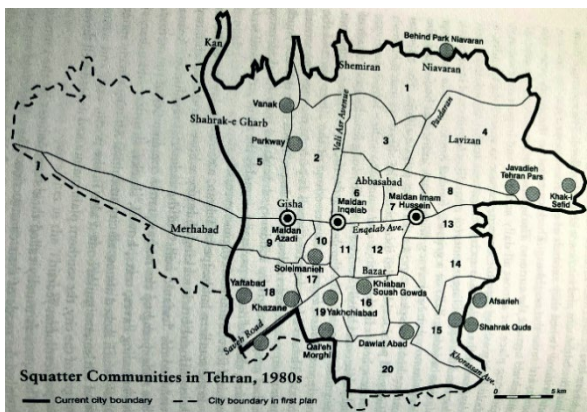 Behind Park Niavaran
Kan
Shemiran
Niavaran
1
Vanak
Shahrak-e Gharb
Vali Asr Avenue
Pasdaran
4
Lavizan
Parkway
5
2
3
Javadieh
Tehran Pars
Khak-i
Sefid
Abbasabad
8
6
7
Gisha
Maidan
Inqelab
Maidan Imam
Hussein
Merhabad
Maidan
Azadi
Enqelab Ave.
13
9
10
11
12
14
Soleimanieh
17
Bazar
Yaftabad
18
Khazane
Khiaban
Soush Gowds
16
19
Yakhchiabad
Afsarieh
15
Shahrak Quds
Saveh Road
Qal'eh
Morghi
Dawlat Abad
20
Khorassan Ave.
Squatter Communities in Tehran, 1980s
Current city boundary
City boundary in first plan
0
5 km